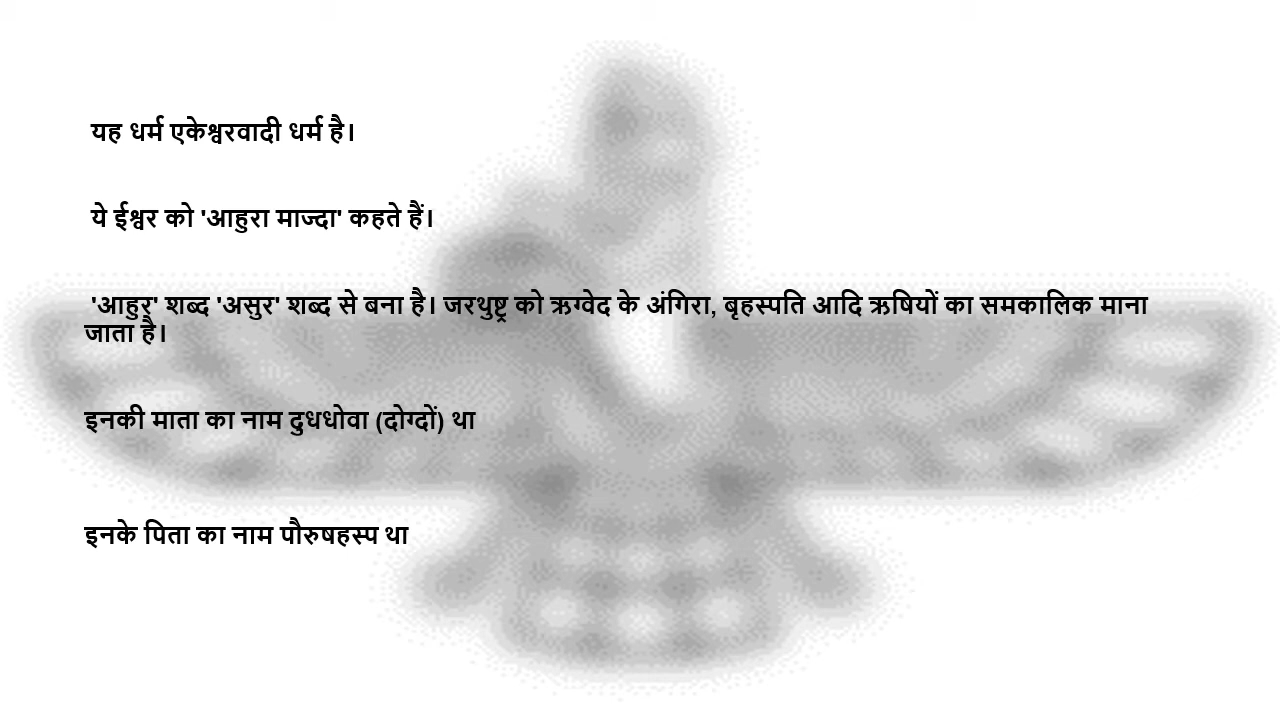 यह धर्म एकेश्वरवादी धर्म है।
ये ईश्वर को 'आहुरा माज्दा' कहते हैं।
'आहुर' शब्द 'असुर' शब्द से बना है। जरथुष्ट्र को ऋग्वेद के अंगिरा, बृहस्पति आदि ऋषियों का समकालिक माना
जाता है।
इनकी माता का नाम दुधधोवा (दोग्दों) था
इनके पिता का नाम पौरुषहस्प था